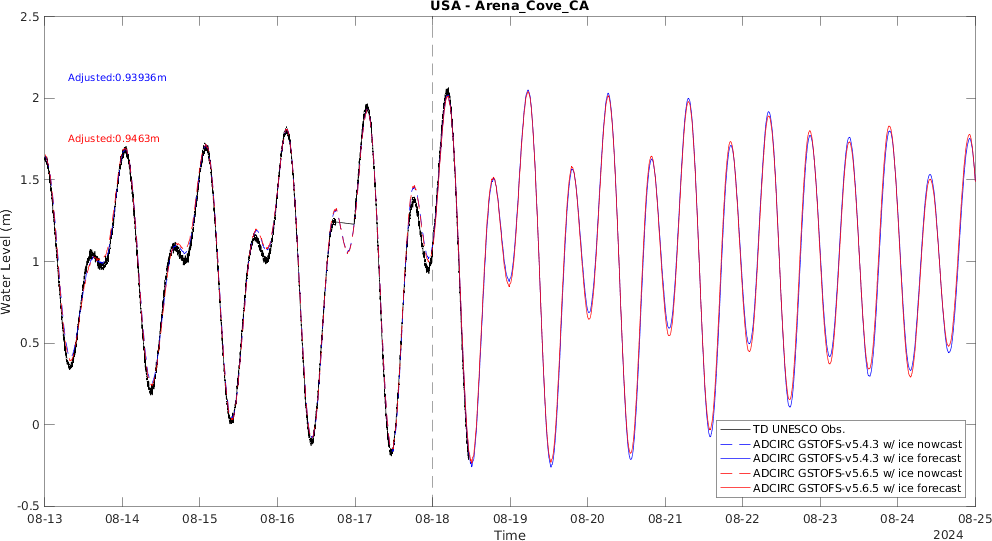 USA - Arena_Cove_CA
2.5
2
1.5
1
0.5
0
-0.5
Water Level (m)
Adjusted:0.93936m
Adjusted:0.9463m
TD UNESCO Obs.
ADCIRC GSTOFS-v5.4.3 w/ ice nowcast
ADCIRC GSTOFS-v5.4.3 w/ ice forecast
ADCIRC GSTOFS-v5.6.5 w/ ice nowcast
ADCIRC GSTOFS-v5.6.5 w/ ice forecast
08-13 08-14 08-15 08-16 08-17 08-18 08-19 08-20 08-21 08-22 08-23 08-24 08-25
Time
2024